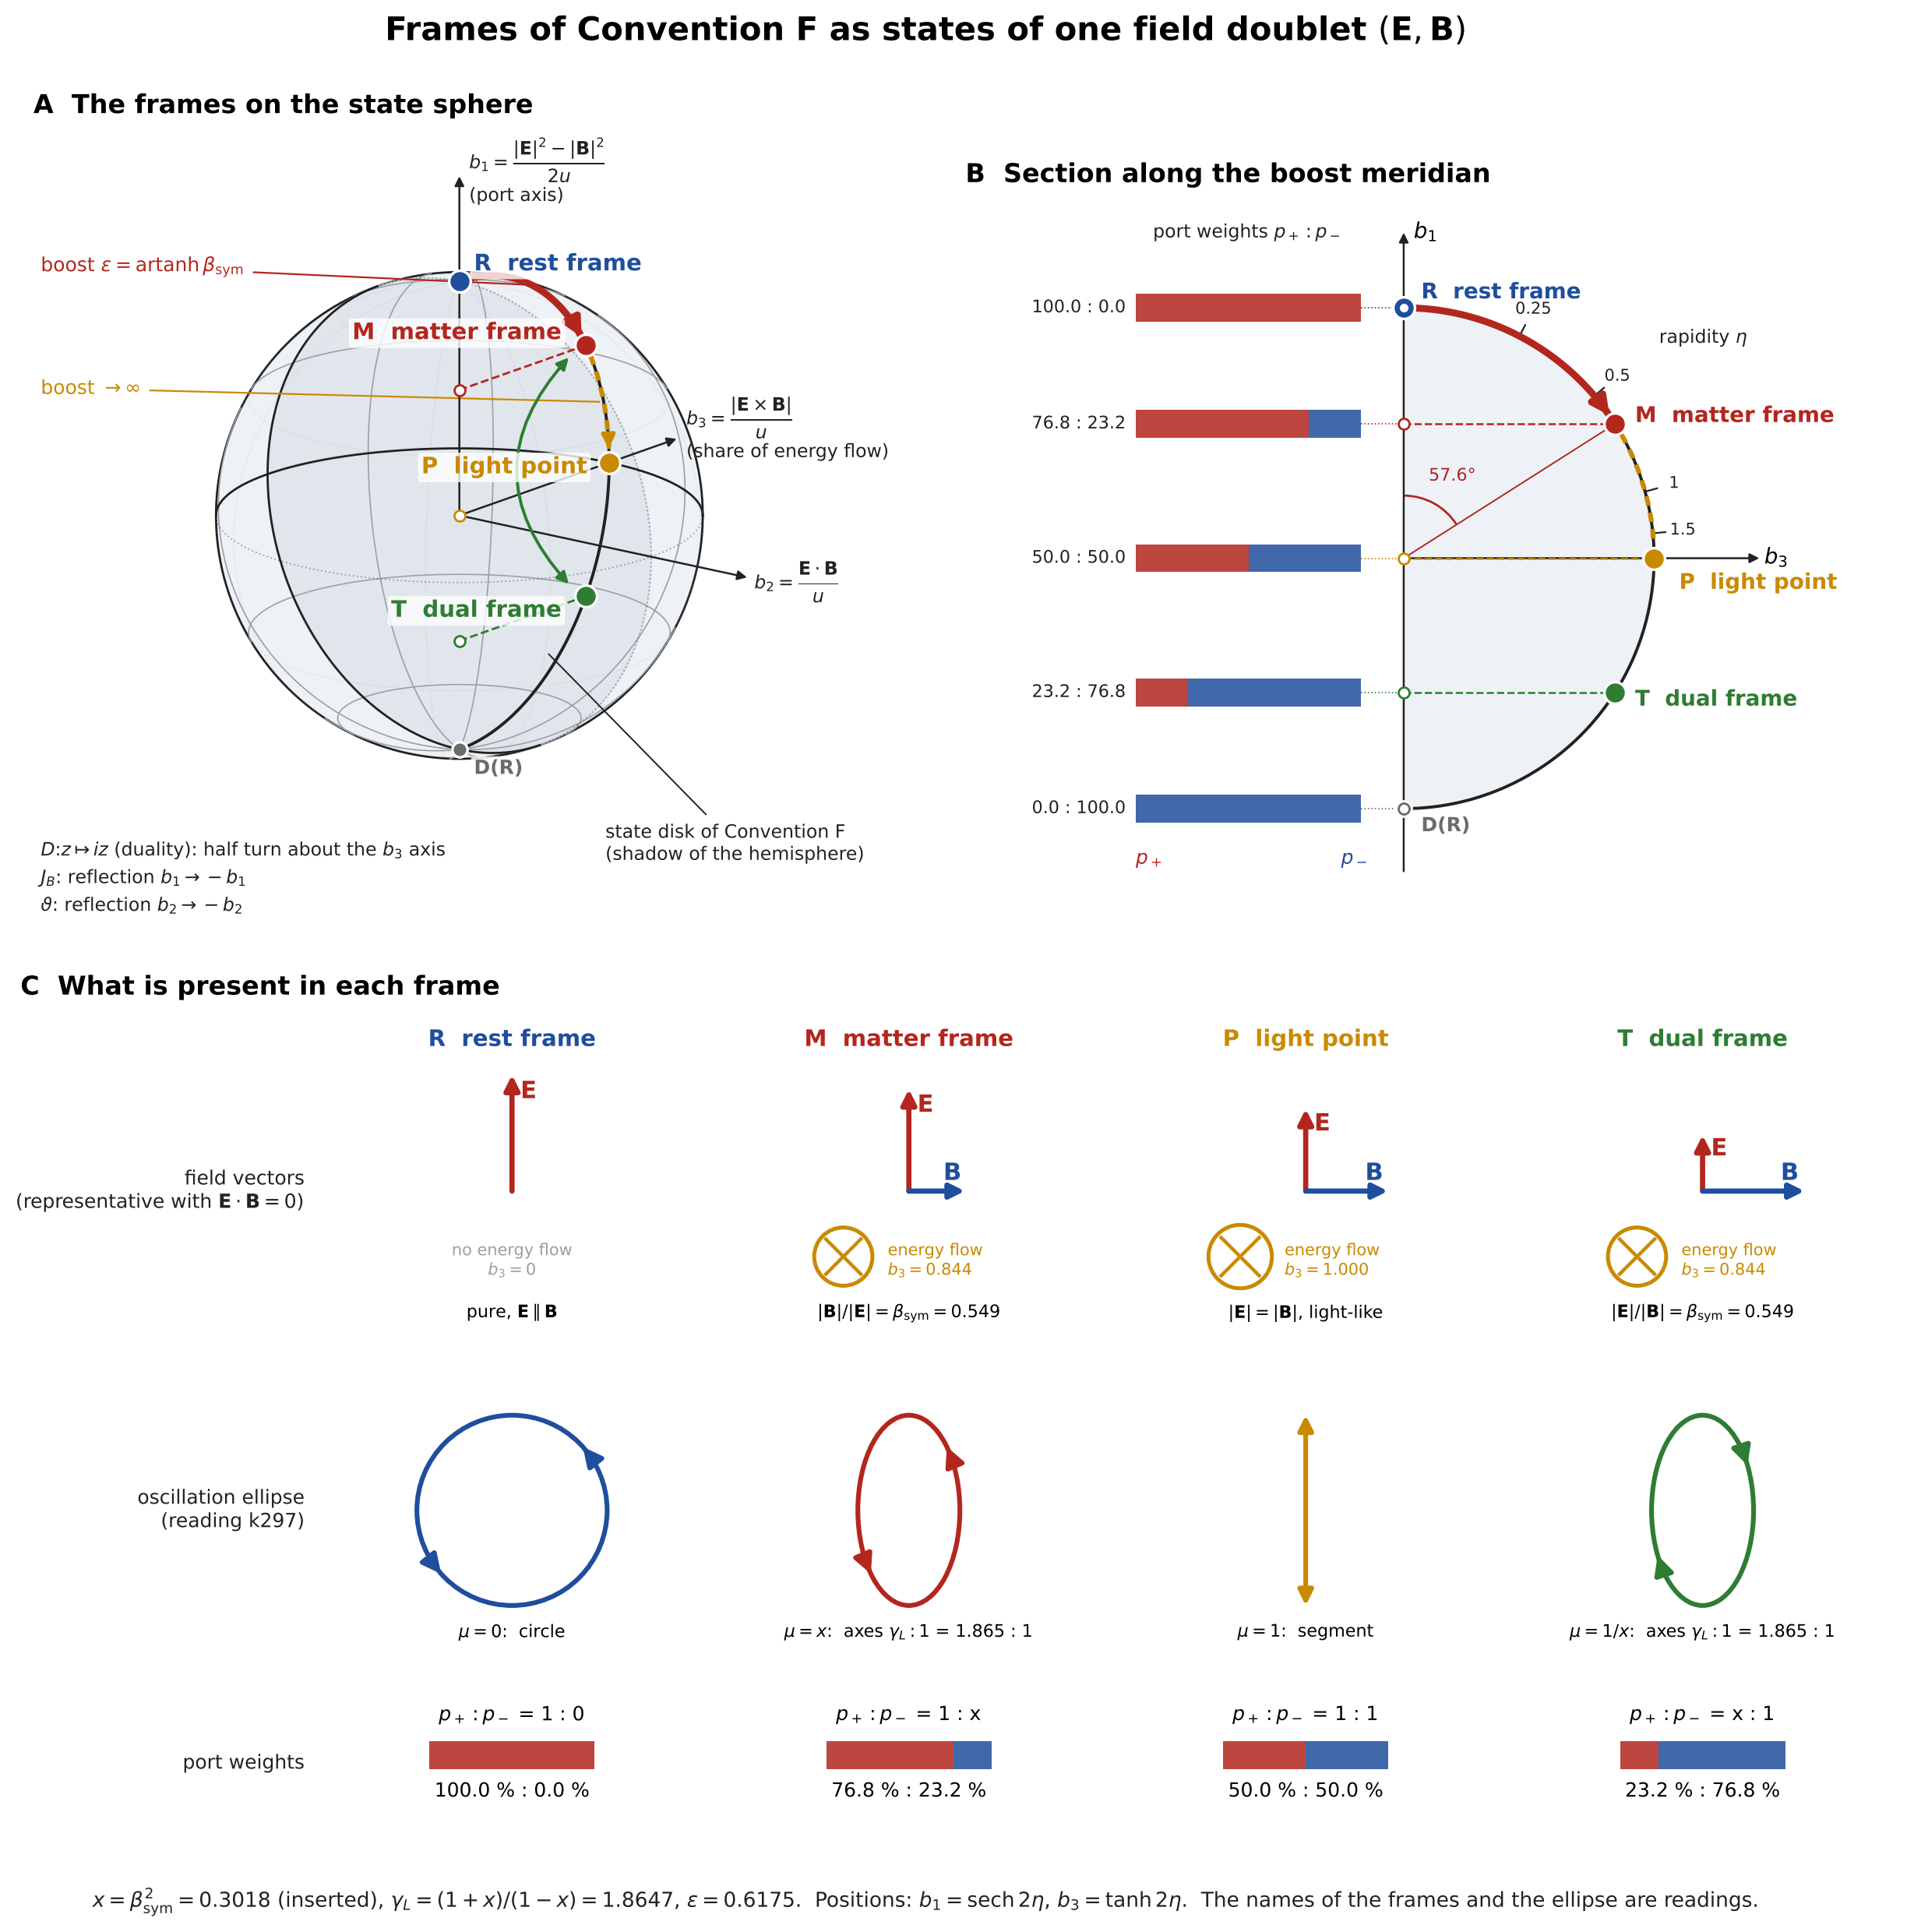 Frames of Convention F as states of one field doublet (E, B)
A The frames on the state sphere
b₁ = |E|² − |B|² / 2u
(port axis)
boost ε = artanh β_sym
R rest frame
M matter frame
boost → ∞
b₃ = |E × B| / u
(share of energy flow)
P light point
b₂ = E · B / u
T dual frame
D(R)
state disk of Convention F
(shadow of the hemisphere)
D: z ↦ iz (duality): half turn about the b₃ axis
J_B: reflection b₁ → − b₁
ϑ: reflection b₂ → − b₂
B Section along the boost meridian
port weights p₊ : p₋
b₁
R rest frame
100.0 : 0.0
0.25
rapidity η
0.5
M matter frame
76.8 : 23.2
57.6°
1
1.5
50.0 : 50.0
b₃
P light point
23.2 : 76.8
T dual frame
0.0 : 100.0
D(R)
p₊
p₋
C What is present in each frame
R rest frame
M matter frame
P light point
T dual frame
field vectors
(representative with E · B = 0)
E
E
B
E
B
E
B
no energy flow
b₃ = 0
energy flow
b₃ = 0.844
energy flow
b₃ = 1.000
energy flow
b₃ = 0.844
pure, E ∥ B
|B|/|E| = β_sym = 0.549
|E| = |B|, light-like
|E|/|B| = β_sym = 0.549
oscillation ellipse
(reading k297)
μ = 0: circle
μ = x: axes γ_L : 1 = 1.865 : 1
μ = 1: segment
μ = 1/x: axes γ_L : 1 = 1.865 : 1
port weights
p₊ : p₋ = 1 : 0
p₊ : p₋ = 1 : x
p₊ : p₋ = 1 : 1
p₊ : p₋ = x : 1
100.0 % : 0.0 %
76.8 % : 23.2 %
50.0 % : 50.0 %
23.2 % : 76.8 %
x = β²_sym = 0.3018 (inserted), γ_L = (1 + x)/(1 − x) = 1.8647, ε = 0.6175. Positions: b₁ = sech 2η, b₃ = tanh 2η. The names of the frames and the ellipse are readings.